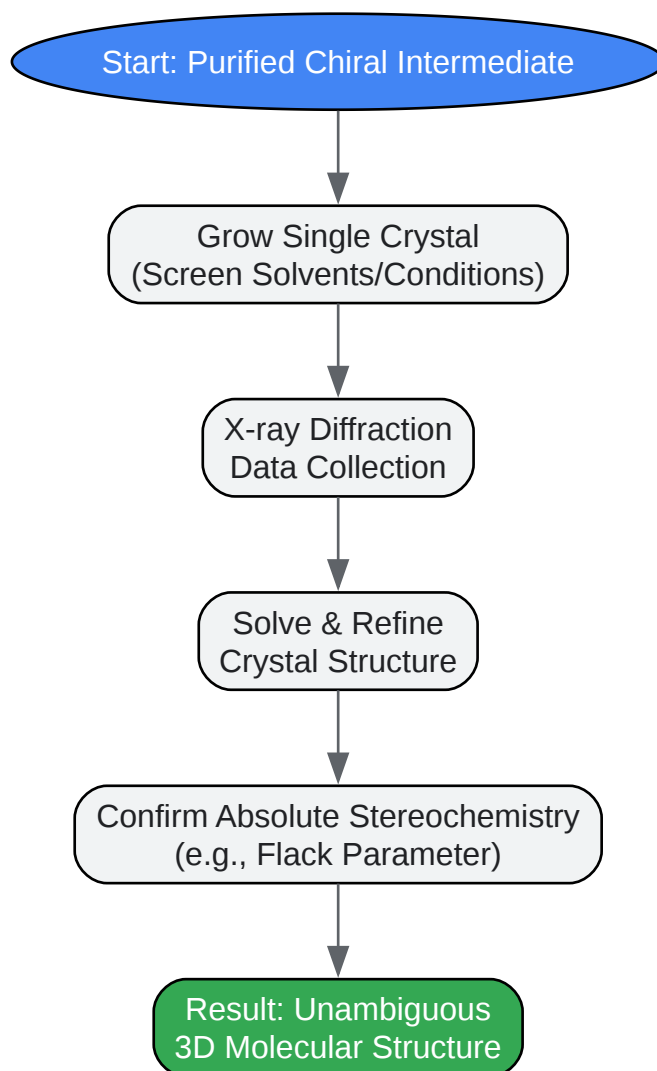 Start: Purified Chiral Intermediate
Grow Single Crystal
(Screen Solvents/Conditions)
X-ray Diffraction
Data Collection
Solve & Refine
Crystal Structure
Confirm Absolute Stereochemistry
(e.g., Flack Parameter)
Result: Unambiguous
3D Molecular Structure